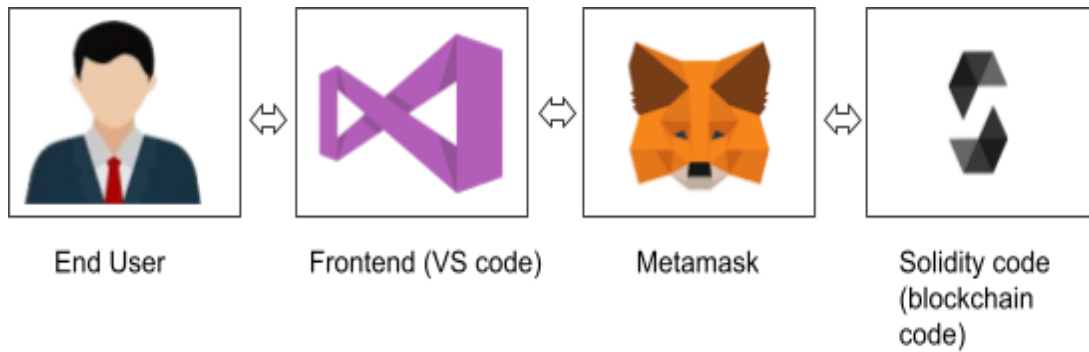 End User
Frontend (VS code)
Metamask
Solidity code
(blockchain
code)